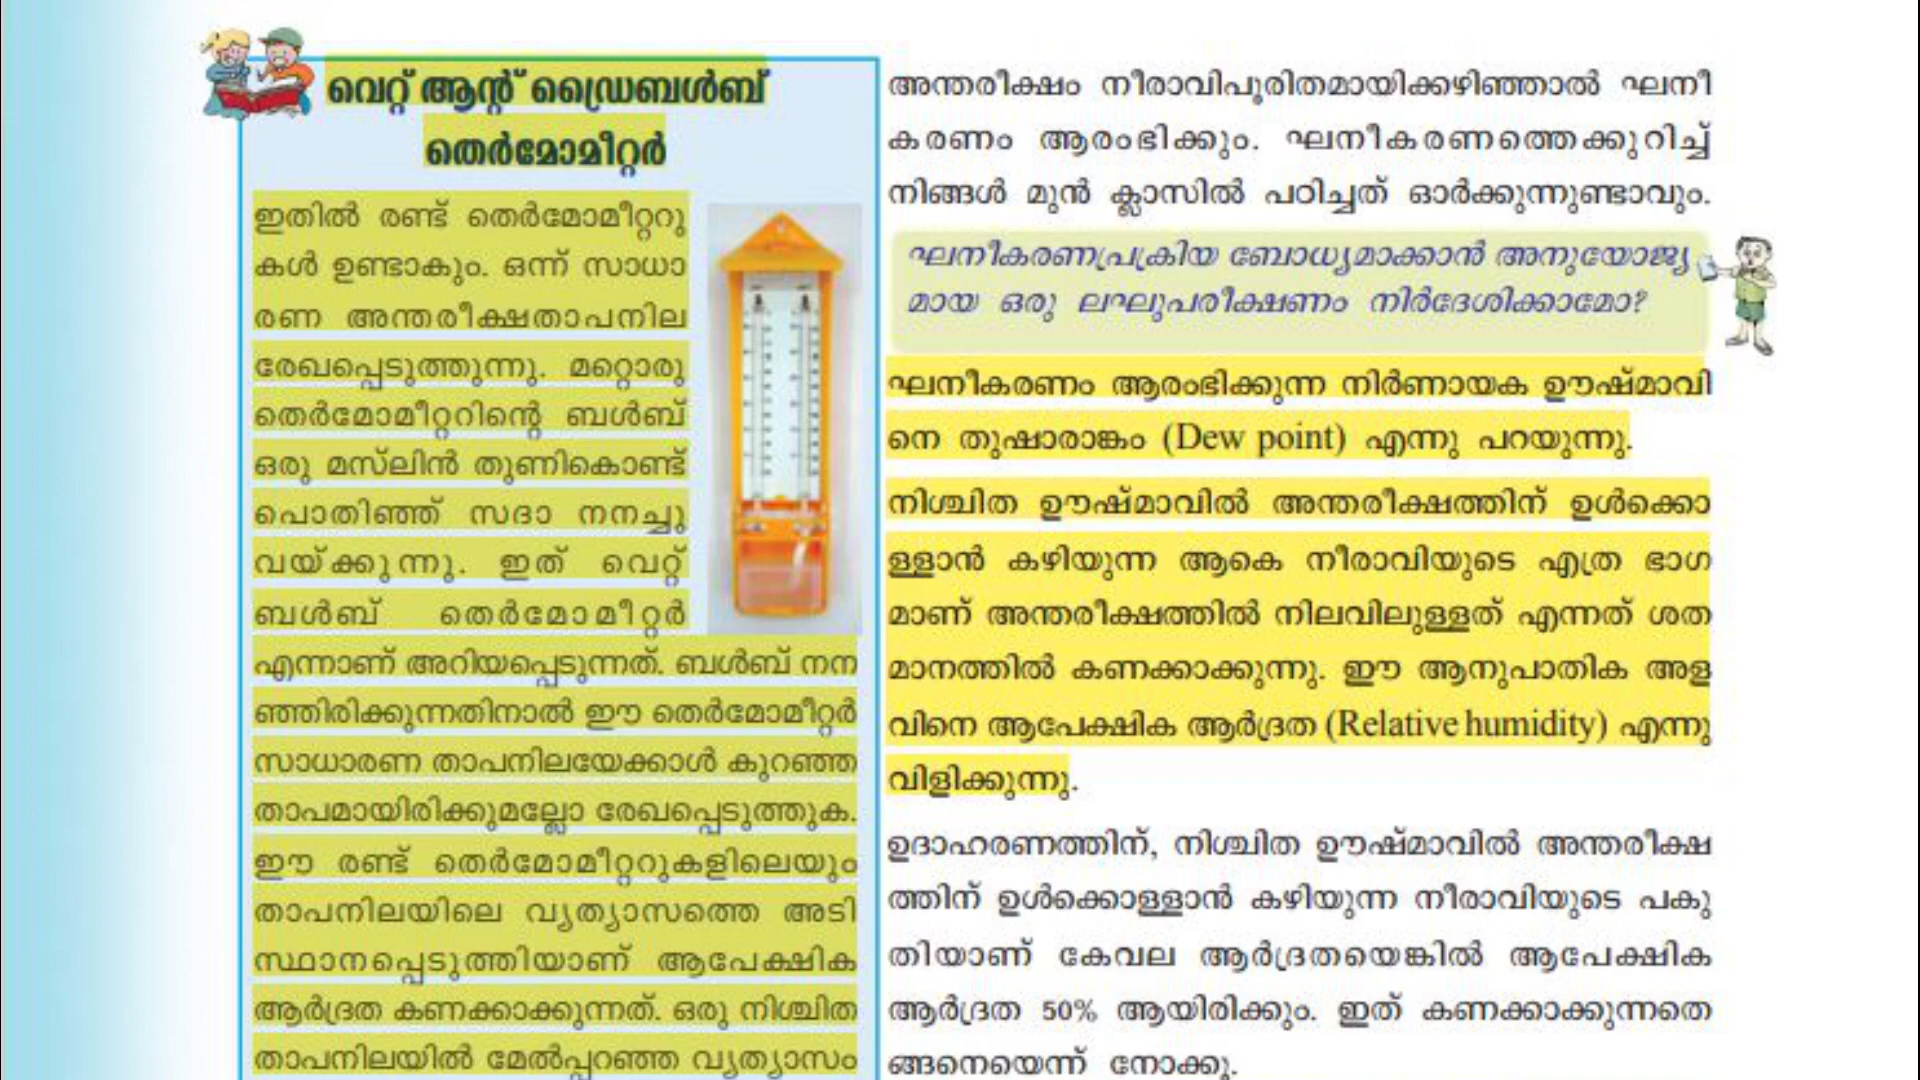 വെറ്റ് ആന്റ് ഡ്രൈബൾബ്
തെർമോമീറ്റർ
ഇതിൽ രണ്ട് തെർമോമീറ്ററു
കൾ ഉണ്ടാകും. ഒന്ന് സാധാ
രണ അന്തരീക്ഷതാപനില
രേഖപ്പെടുത്തുന്നു. മറ്റൊരു
തെർമോമീറ്ററിന്റെ ബൾബ്
ഒരു മസ്‌ലിൻ തുണികൊണ്ട്
പൊതിഞ്ഞ് സദാ നനച്ചു
വയ്ക്കുന്നു. ഇത് വെറ്റ്
ബൾബ് തെർമോമീറ്റർ
എന്നാണ് അറിയപ്പെടുന്നത്. ബൾബ് നന
ഞ്ഞിരിക്കുന്നതിനാൽ ഈ തെർമോമീറ്റർ
സാധാരണ താപനിലയേക്കാൾ കുറഞ്ഞ
താപമായിരിക്കുമല്ലോ രേഖപ്പെടുത്തുക.
ഈ രണ്ട് തെർമോമീറ്ററുകളിലെയും
താപനിലയിലെ വ്യത്യാസത്തെ അടി
സ്ഥാനപ്പെടുത്തിയാണ് ആപേക്ഷിക
ആർദ്രത കണക്കാക്കുന്നത്. ഒരു നിശ്ചിത
താപനിലയിൽ മേൽപ്പറഞ്ഞ വ്യത്യാസം
അന്തരീക്ഷം നീരാവിപൂരിതമായിക്കഴിഞ്ഞാൽ ഘനീ
കരണം ആരംഭിക്കും. ഘനീകരണത്തെക്കുറിച്ച്
നിങ്ങൾ മുൻ ക്ലാസിൽ പഠിച്ചത് ഓർക്കുന്നുണ്ടാവും.
ഘനീകരണപ്രക്രിയ ബോധ്യമാക്കാൻ അനുയോജ്യ
മായ ഒരു ലഘുപരീക്ഷണം നിർദേശിക്കാമോ?
ഘനീകരണം ആരംഭിക്കുന്ന നിർണായക ഊഷ്മാവി
നെ തുഷാരാങ്കം (Dew point) എന്നു പറയുന്നു.
നിശ്ചിത ഊഷ്മാവിൽ അന്തരീക്ഷത്തിന് ഉൾക്കൊ
ള്ളാൻ കഴിയുന്ന ആകെ നീരാവിയുടെ എത്ര ഭാഗ
മാണ് അന്തരീക്ഷത്തിൽ നിലവിലുള്ളത് എന്നത് ശത
മാനത്തിൽ കണക്കാക്കുന്നു. ഈ ആനുപാതിക അള
വിനെ ആപേക്ഷിക ആർദ്രത (Relative humidity) എന്നു
വിളിക്കുന്നു.
ഉദാഹരണത്തിന്, നിശ്ചിത ഊഷ്മാവിൽ അന്തരീക്ഷ
ത്തിന് ഉൾക്കൊള്ളാൻ കഴിയുന്ന നീരാവിയുടെ പകു
തിയാണ് കേവല ആർദ്രതയെങ്കിൽ ആപേക്ഷിക
ആർദ്രത 50% ആയിരിക്കും. ഇത് കണക്കാക്കുന്നതെ
ങ്ങനെയെന്ന് നോക്കൂ.